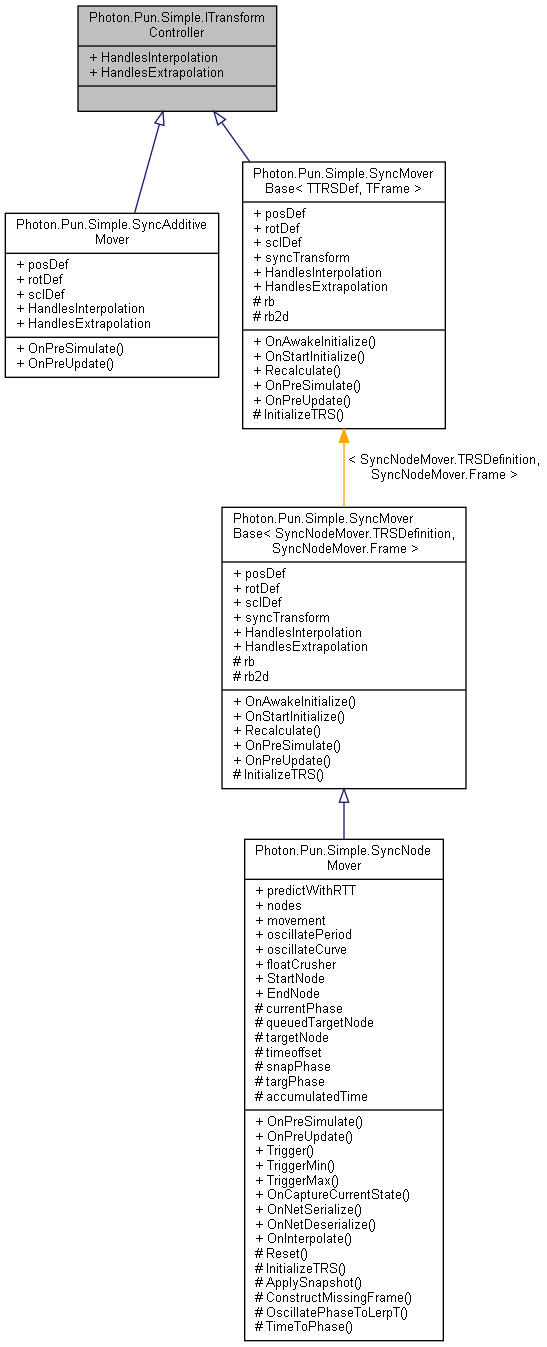 Photon.Pun.Simple.ITransform
Controller
+ HandlesInterpolation
+ HandlesExtrapolation
Photon.Pun.Simple.SyncAdditive
Mover
+ posDef
+ rotDef
+ sclDef
+ HandlesInterpolation
+ HandlesExtrapolation
+ OnPreSimulate()
+ OnPreUpdate()
Photon.Pun.Simple.SyncMover
Base< TTRSDef, TFrame >
+ posDef
+ rotDef
+ sclDef
+ syncTransform
+ HandlesInterpolation
+ HandlesExtrapolation
# rb
# rb2d
+ OnAwakeInitialize()
+ OnStartInitialize()
+ Recalculate()
+ OnPreSimulate()
+ OnPreUpdate()
# InitializeTRS()
< SyncNodeMover.TRSDefinition,
SyncNodeMover.Frame >
Photon.Pun.Simple.SyncMover
Base< SyncNodeMover.TRSDefinition,
SyncNodeMover.Frame >
+ posDef
+ rotDef
+ sclDef
+ syncTransform
+ HandlesInterpolation
+ HandlesExtrapolation
# rb
# rb2d
+ OnAwakeInitialize()
+ OnStartInitialize()
+ Recalculate()
+ OnPreSimulate()
+ OnPreUpdate()
# InitializeTRS()
Photon.Pun.Simple.SyncNode
Mover
+ predictWithRTT
+ nodes
+ movement
+ oscillatePeriod
+ oscillateCurve
+ floatCrusher
+ StartNode
+ EndNode
# currentPhase
# queuedTargetNode
# targetNode
# timeoffset
# snapPhase
# targPhase
# accumulatedTime
+ OnPreSimulate()
+ OnPreUpdate()
+ Trigger()
+ TriggerMin()
+ TriggerMax()
+ OnCaptureCurrentState()
+ OnNetSerialize()
+ OnNetDeserialize()
+ OnInterpolate()
# Reset()
# InitializeTRS()
# ApplySnapshot()
# ConstructMissingFrame()
# OscillatePhaseToLerpT()
# TimeToPhase()